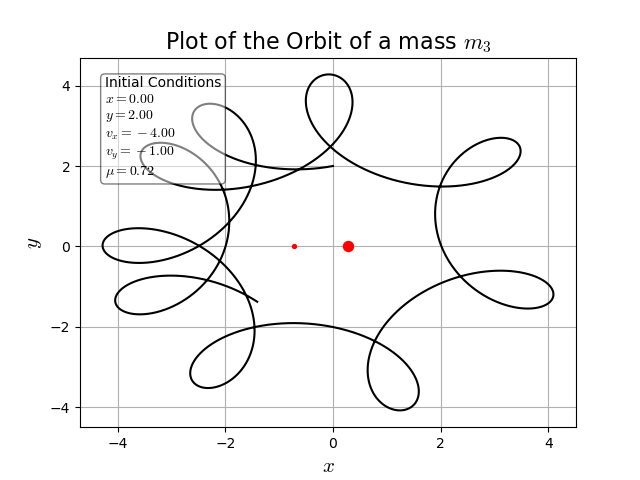 Plot of the Orbit of a mass m₃
Initial Conditions
x = 0.00
y = 2.00
vₓ = −4.00
v_y = −1.00
μ = 0.72
4
2
0
−2
−4
y
−4
−2
0
2
4
x